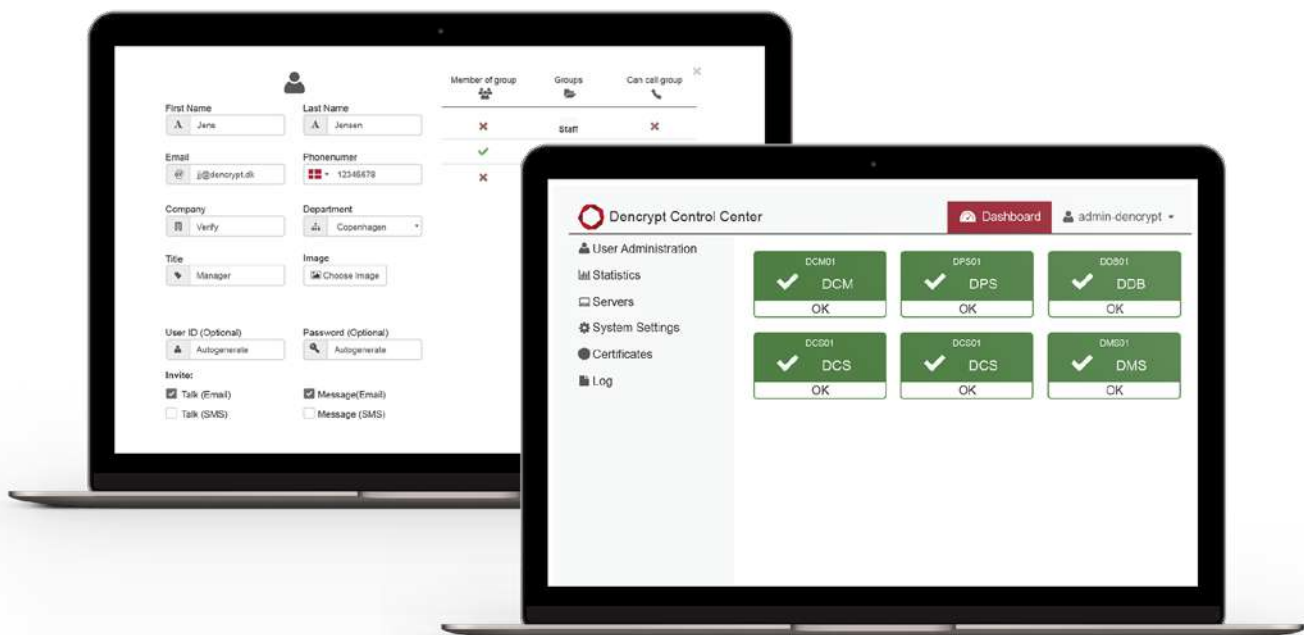 Member of group Groups Can call group
First Name Last Name
A Jens A Jensen
Staff
Email Phonenumer
@ jj@dencrypt.dk 12345678
Company Department
Verify Copenhagen
Title Image
Manager Choose Image
User ID (Optional) Password (Optional)
Autogenerate Autogenerate
Invite:
Talk (Email) Message(Email)
Talk (SMS) Message (SMS)
Dencrypt Control Center Dashboard admin-dencrypt
User Administration
Statistics
Servers
System Settings
Certificates
Log
DCM01 DPS01 DDB01
DCM DPS DDB
OK OK OK
DCS01 DCS01 DMS01
DCS DCS DMS
OK OK OK